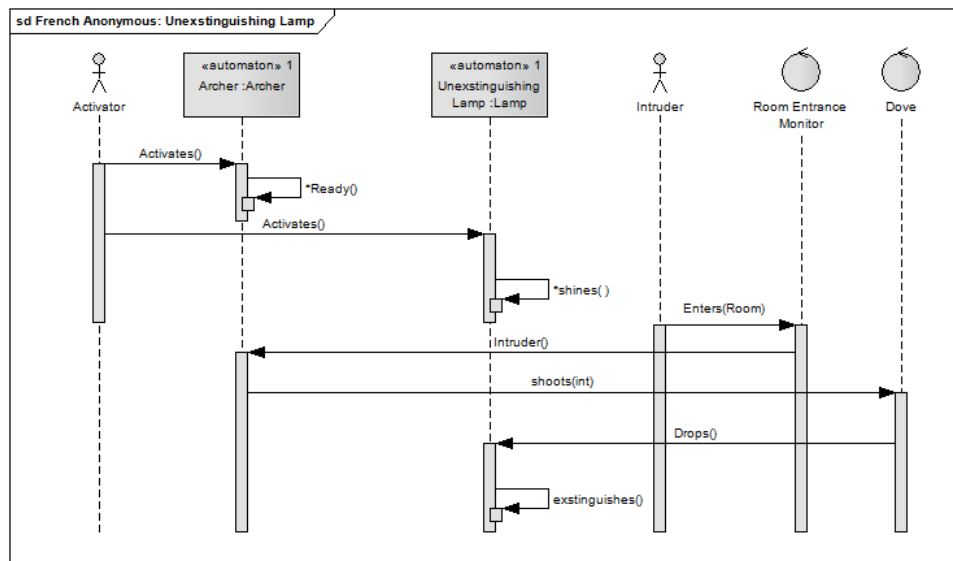 sd French Anonymous: Unexstinguishing Lamp
«automaton» 1
Archer :Archer
«automaton» 1
Unexstinguishing
Lamp :Lamp
Activator
Intruder
Room Entrance
Monitor
Dove
Activates()
*Ready()
Activates()
*shines( )
Enters(Room)
Intruder()
shoots(int)
Drops()
exstinguishes()